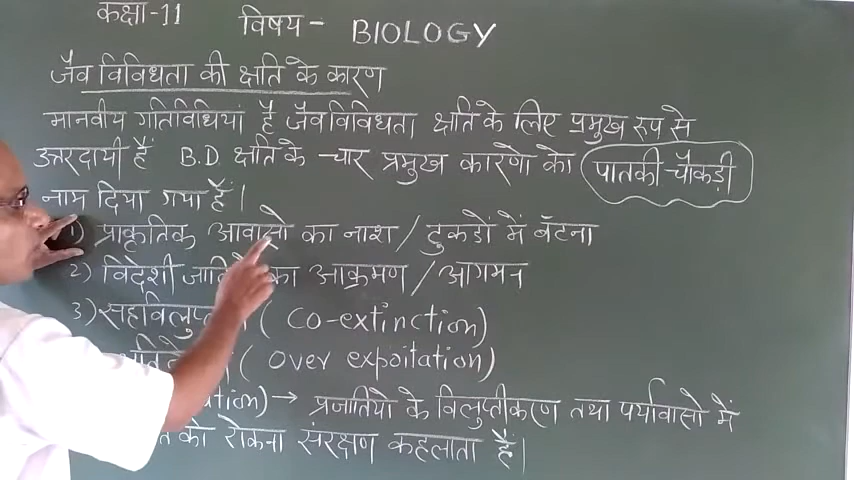 कक्षा-11 विषय - BIOLOGY
जैव विविधता की क्षति के कारण
मानवीय गतिविधियां है जैवविविधता क्षति के लिए प्रमुख रूप से
उत्तरदायी हैं B.D. क्षति के चार प्रमुख कारणो को पातकी-चौकड़ी
नाम दिया गया है।
1) प्राकृतिक आवासो का नाश / टुकडों में बँटना
2) विदेशी का आक्रमण / आगमन
3) सहविलुप्ता ( Co-extinction)
( Over expoitation)
ation) → प्रजातियो के विलुप्तीकरण तथा पर्यावासो में
को रोकना संरक्षण कहलाता है।